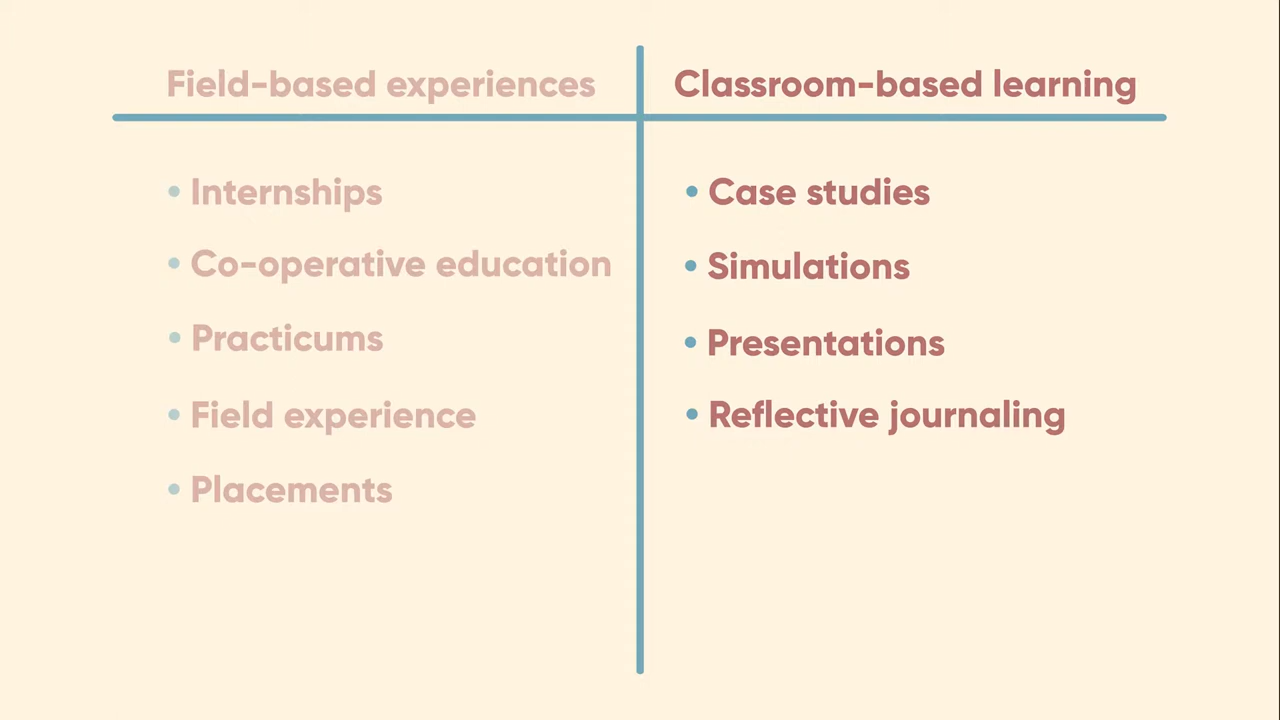 Field-based experiences
• Internships
• Co-operative education
• Practicums
• Field experience
• Placements
Classroom-based learning
• Case studies
• Simulations
• Presentations
• Reflective journaling